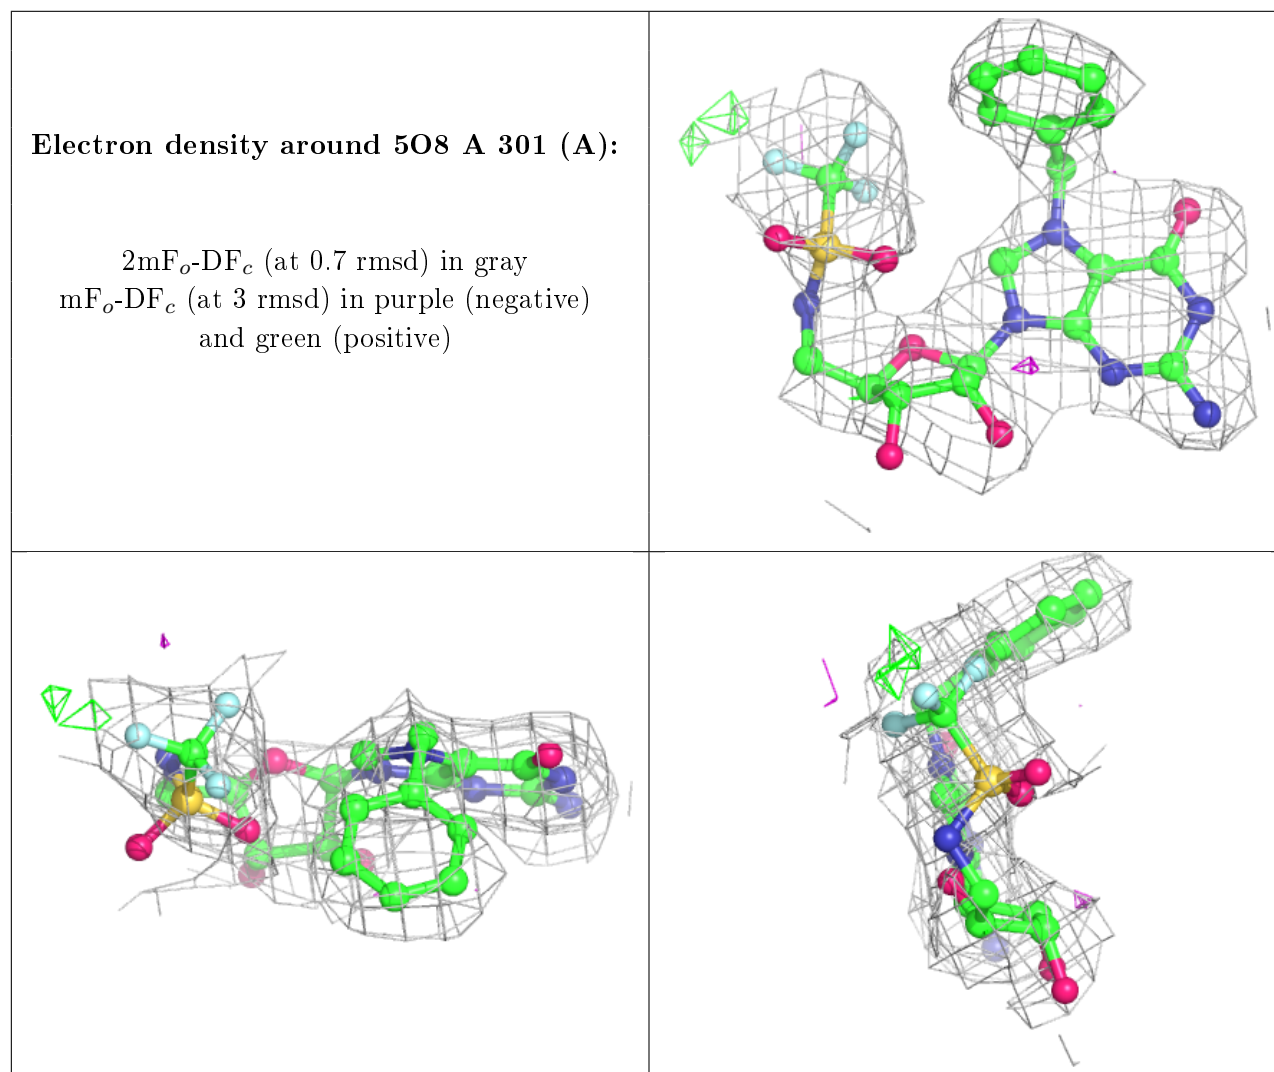 Electron density around 5O8 A 301 (A):
2mFo-DFc (at 0.7 rmsd) in gray
mFo-DFc (at 3 rmsd) in purple (negative)
and green (positive)